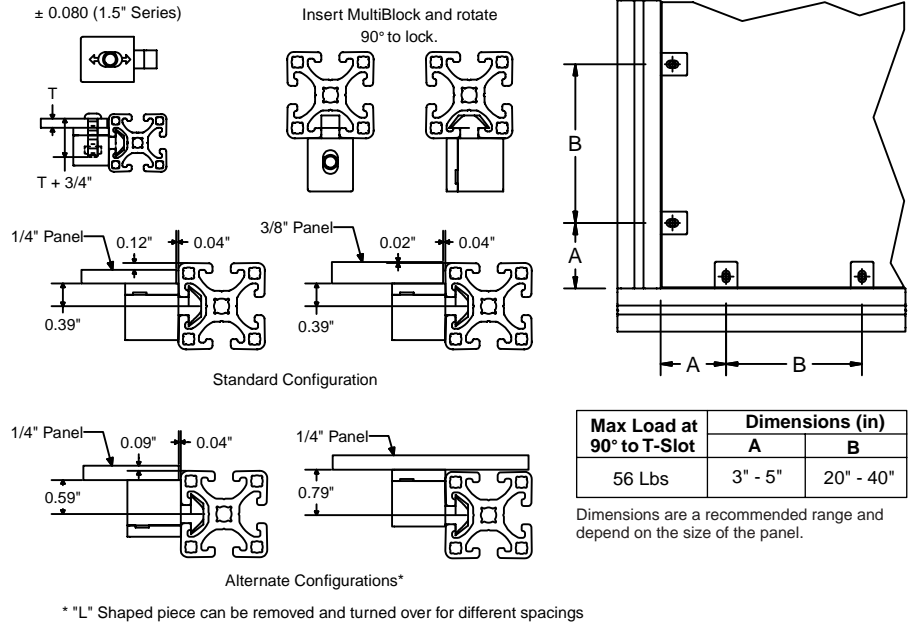 ± 0.080 (1.5" Series)
T
T + 3/4"
Insert MultiBlock and rotate
90° to lock.
B
A
A
B
1/4" Panel
0.12"
0.04"
0.39"
3/8" Panel
0.02"
0.04"
0.39"
Standard Configuration
1/4" Panel
0.09"
0.04"
0.59"
1/4" Panel
0.79"
Alternate Configurations*
Max Load at
90° to T-Slot
Dimensions (in)
A
B
56 Lbs
3" - 5"
20" - 40"
Dimensions are a recommended range and
depend on the size of the panel.
* "L" Shaped piece can be removed and turned over for different spacings